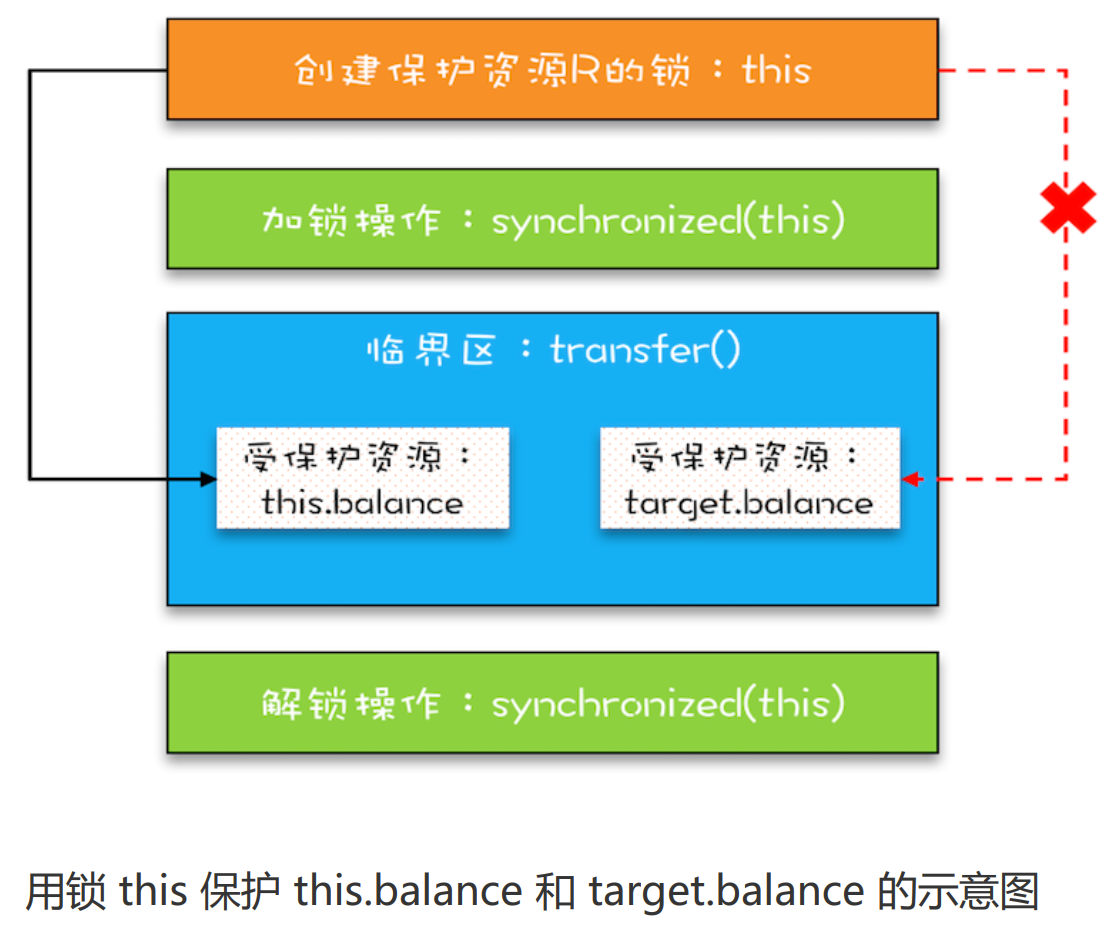 创建保护资源R的锁：this
加锁操作：synchronized(this)
临界区：transfer()
受保护资源：
this.balance
受保护资源：
target.balance
解锁操作：synchronized(this)
用锁 this 保护 this.balance 和 target.balance 的示意图